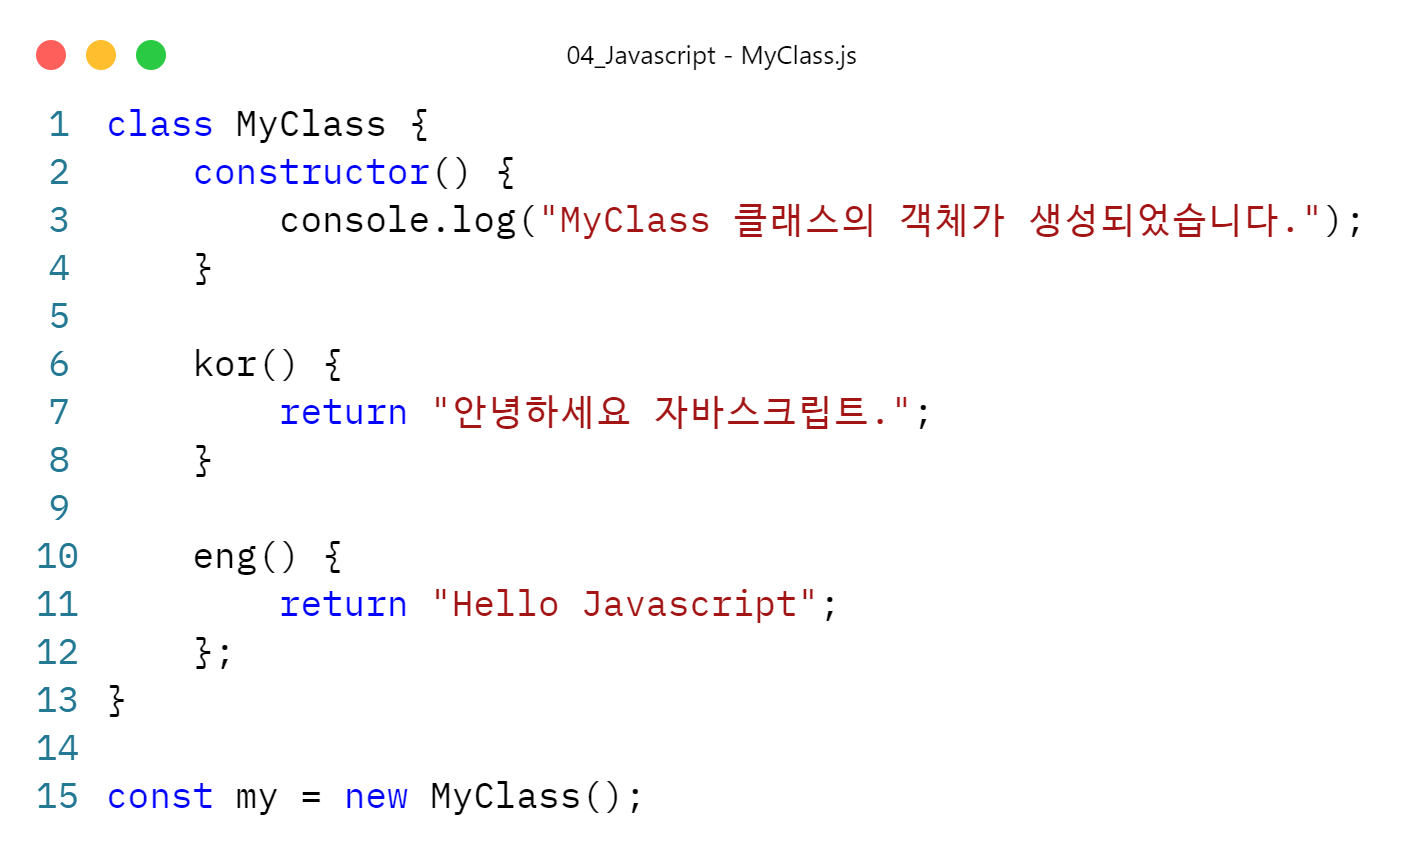 04_Javascript - MyClass.js
1 class MyClass {
2     constructor() {
3         console.log("MyClass 클래스의 객체가 생성되었습니다.");
4     }
5
6     kor() {
7         return "안녕하세요 자바스크립트.";
8     }
9
10     eng() {
11         return "Hello Javascript";
12     };
13 }
14
15 const my = new MyClass();